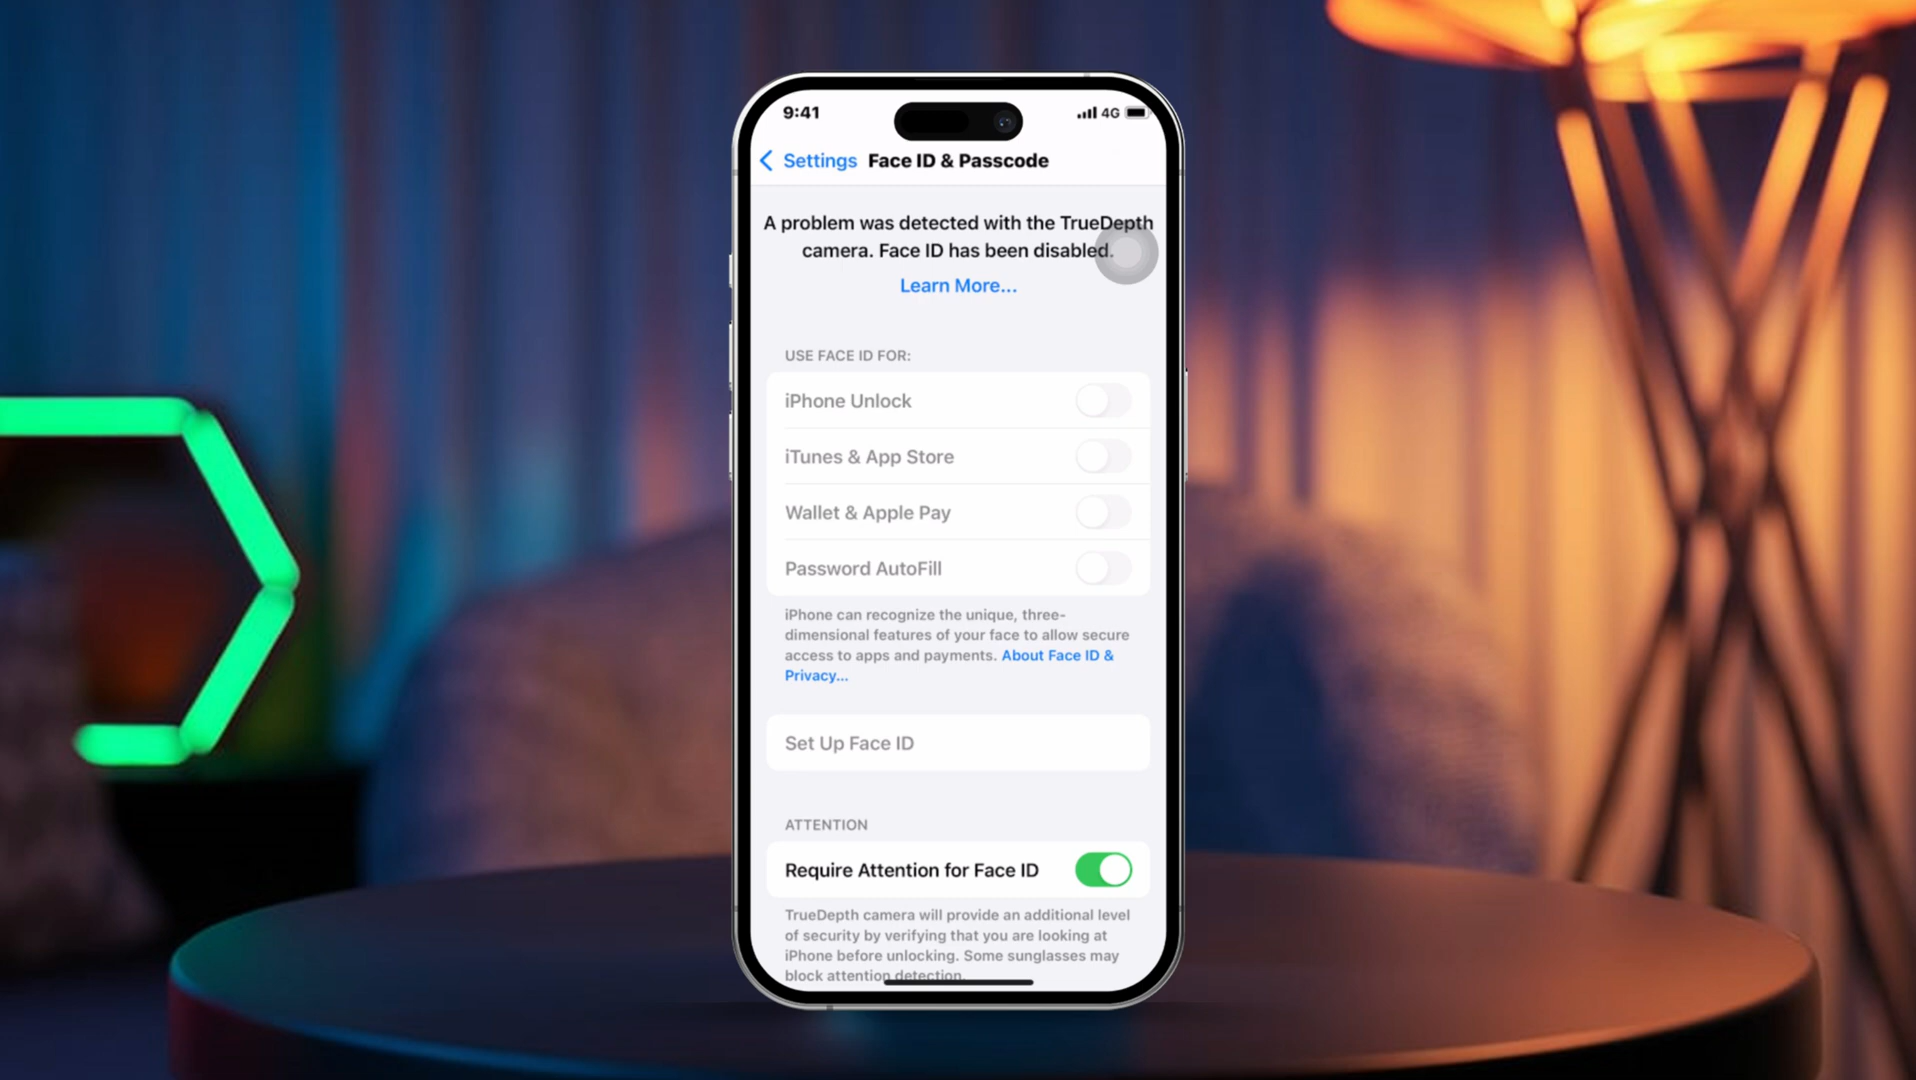 9:41
4G
Settings Face ID & Passcode
A problem was detected with the TrueDepth
camera. Face ID has been disabled.
Learn More...
USE FACE ID FOR:
iPhone Unlock
iTunes & App Store
Wallet & Apple Pay
Password AutoFill
iPhone can recognize the unique, three-
dimensional features of your face to allow secure
access to apps and payments. About Face ID &
Privacy...
Set Up Face ID
ATTENTION
Require Attention for Face ID
TrueDepth camera will provide an additional level
of security by verifying that you are looking at
iPhone before unlocking. Some sunglasses may
block attention detection.